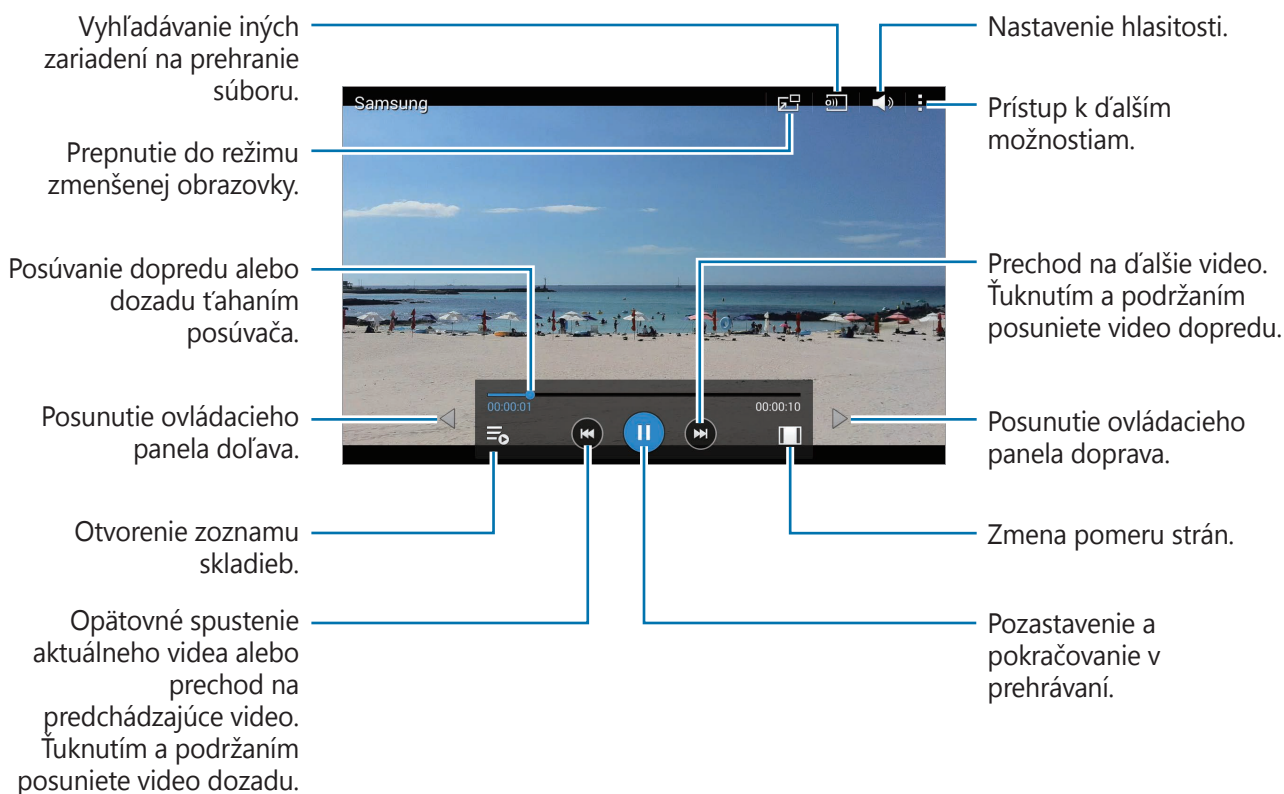 Vyhľadávanie iných
zariadení na prehranie
súboru.
Prepnutie do režimu
zmenšenej obrazovky.
Posúvanie dopredu alebo
dozadu ťahaním
posúvača.
Posunutie ovládacieho
panela doľava.
Otvorenie zoznamu
skladieb.
Opätovné spustenie
aktuálneho videa alebo
prechod na
predchádzajúce video.
Ťuknutím a podržaním
posuniete video dozadu.
Samsung
00:00:01
00:00:10
Nastavenie hlasitosti.
Prístup k ďalším
možnostiam.
Prechod na ďalšie video.
Ťuknutím a podržaním
posuniete video dopredu.
Posunutie ovládacieho
panela doprava.
Zmena pomeru strán.
Pozastavenie a
pokračovanie v
prehrávaní.